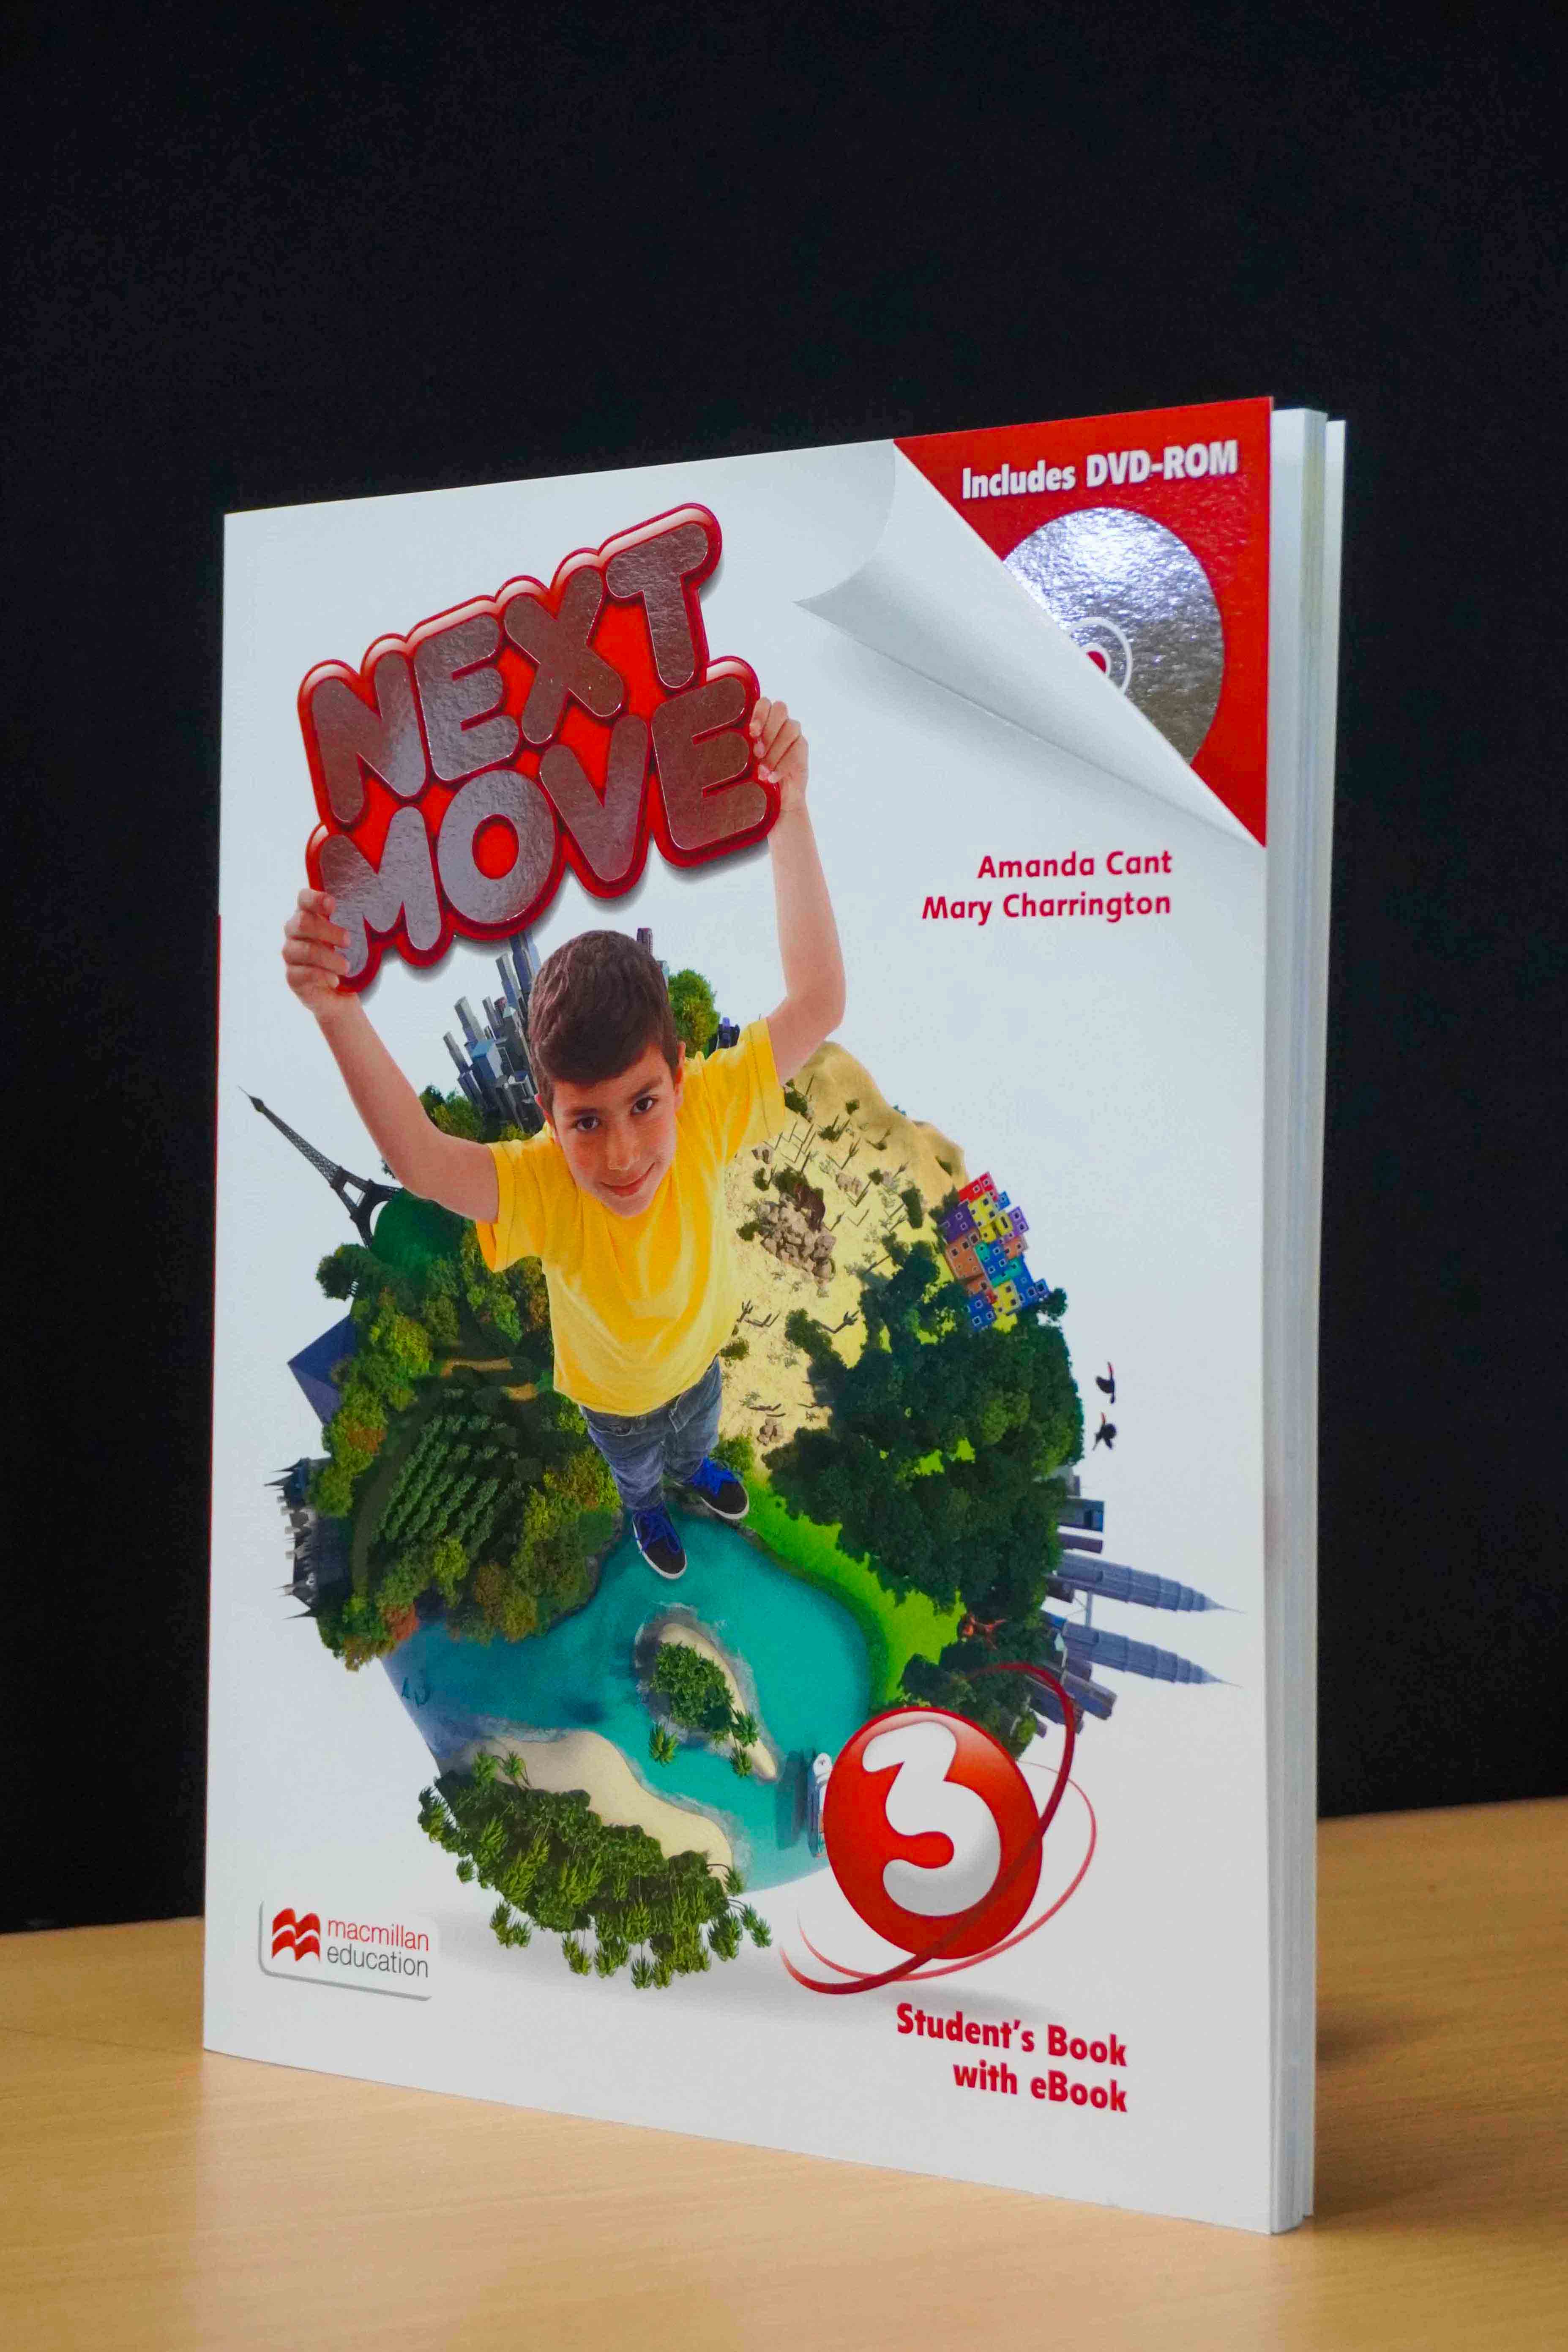 Includes DVD-ROM
NEXT
MOVE
Amanda Cant
Mary Charrington
3
macmillan
education
Student's Book
with eBook